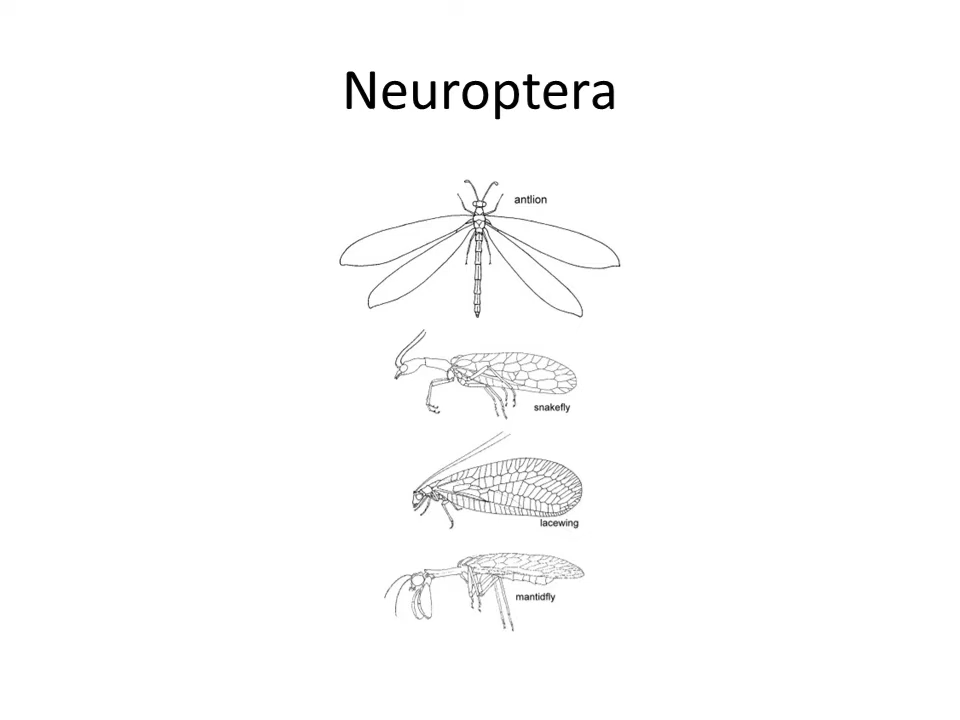 Neuroptera
antlion
snakefly
lacewing
mantidfly